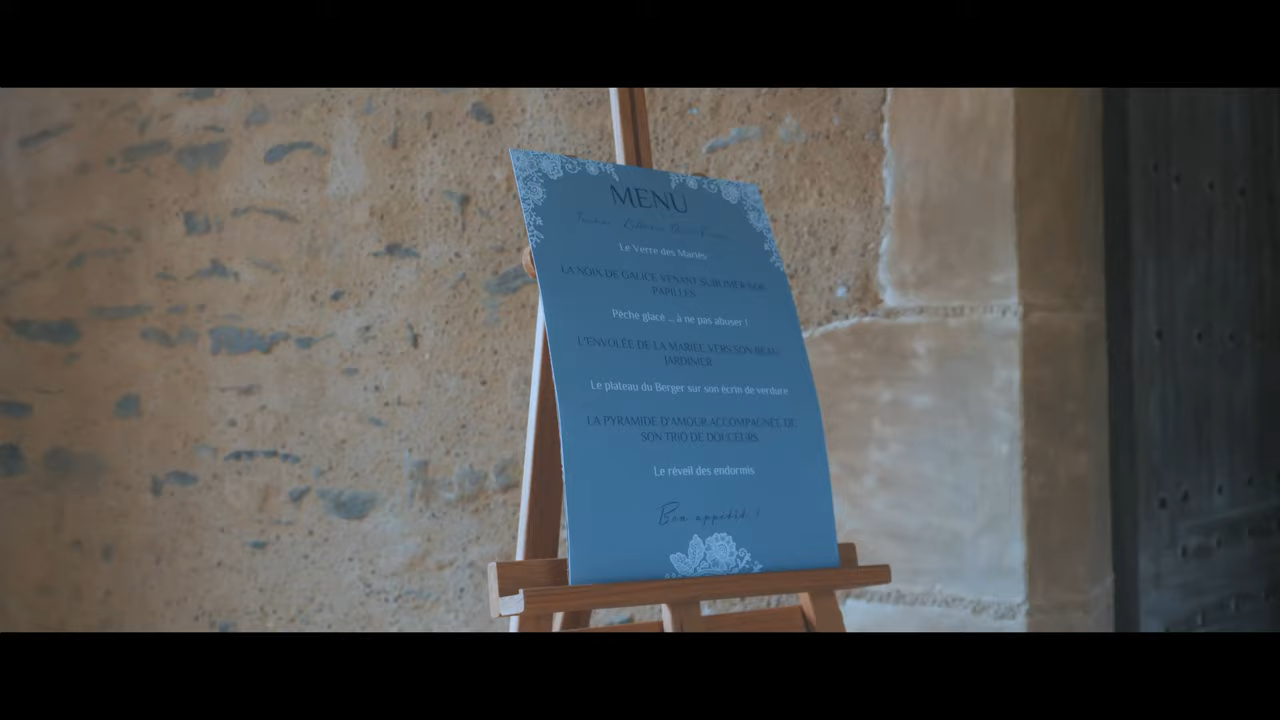 MENU
Le Verre des Mariés
LA NOIX DE GALICE VENANT SUBLIMER NOS
PAPILLES
Pêché glacé ... à ne pas abuser !
L'ENVOLÉE DE LA MARIÉE VERS SON BEAU
JARDINIER
Le plateau du Berger sur son écrin de verdure
LA PYRAMIDE D'AMOUR ACCOMPAGNÉE DE
SON TRIO DE DOUCEURS
Le réveil des endormis
Bon appétit !